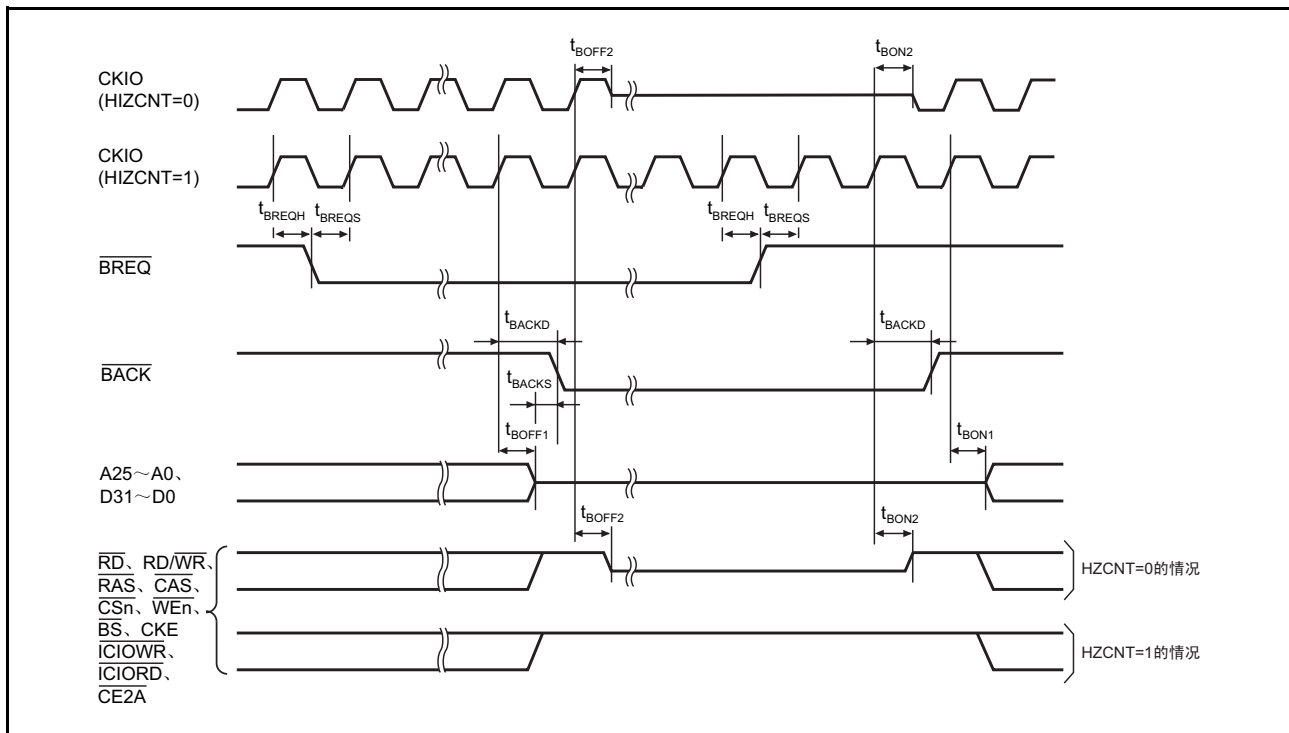 tBOFF2
tBON2
CKIO
(HIZCNT=0)
CKIO
(HIZCNT=1)
tBREQH
tBREQS
tBREQH
tBREQS
BREQ
tBACKD
tBACKD
BACK
tBACKS
tBOFF1
tBON1
A25~A0、
D31~D0
tBOFF2
tBON2
RD、RD/WR、
RAS、CAS、
CSn、WEn、
BS、CKE
ICIOWR、
ICIORD、
CE2A
HZCNT=0的情况
HZCNT=1的情况